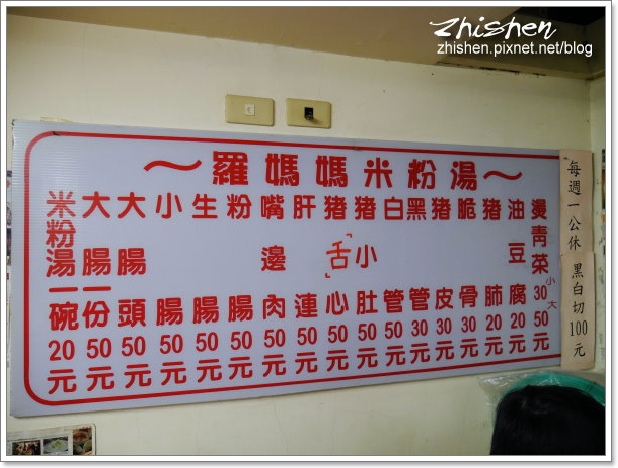 Zhishen
zhishen.pixnet.net/blog
～羅媽媽米粉湯～
米粉湯一碗20元
大腸一份50元
大腸頭50元
小腸50元
生腸50元
粉腸50元
嘴邊肉50元
肝連50元
豬舌心50元
豬小肚50元
白管50元
黑管30元
豬皮30元
脆骨30元
豬肺20元
油豆腐20元
燙青菜小30大50元
每週一公休
黑白切100元